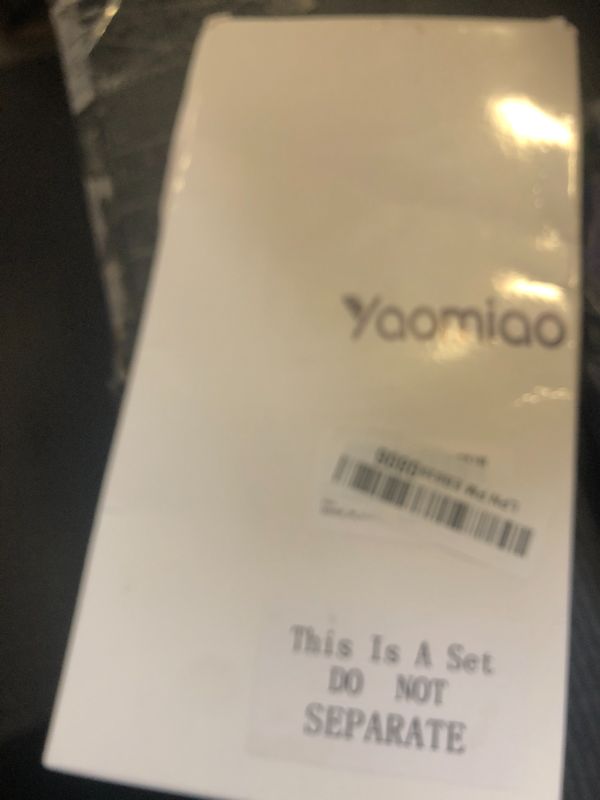 Yaomiao
This Is A Set
DO NOT
SEPARATE